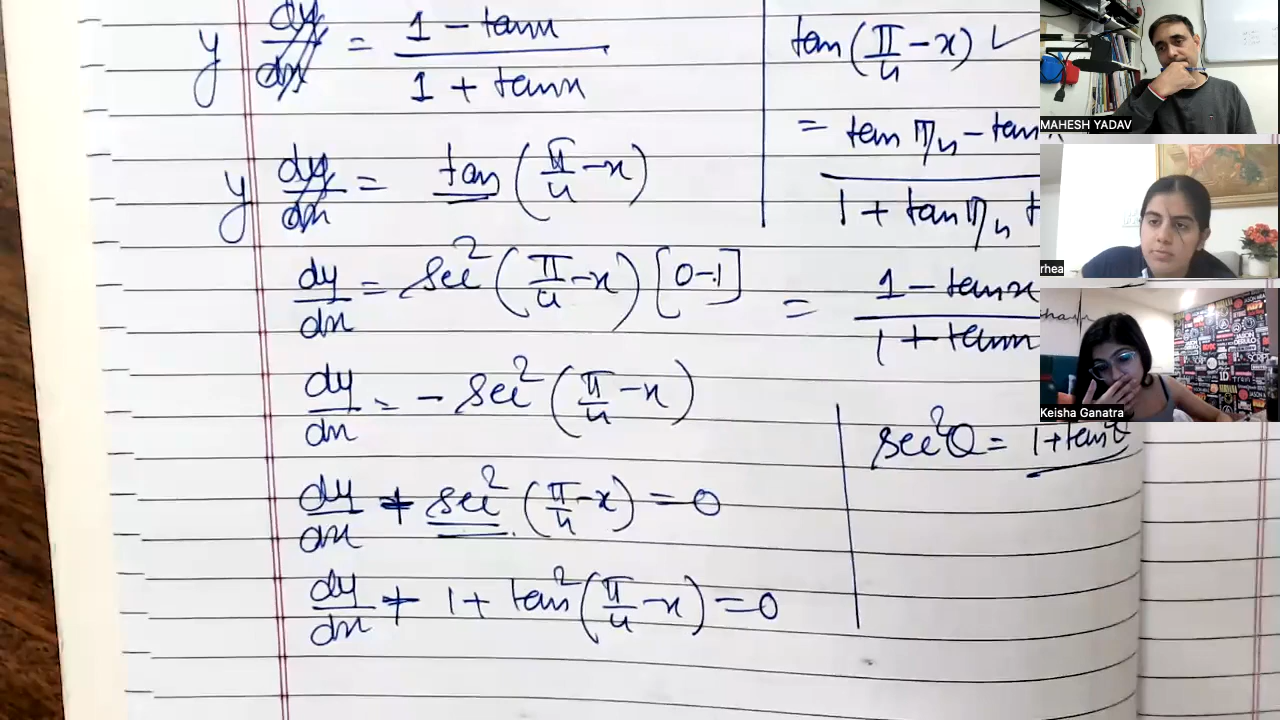 y dy/dx = 1 - tanx / 1 + tanx
y dy/dx = tan(π/4 - x)
dy/dx = sec²(π/4 - x)[0-1]
dy/dx = - sec²(π/4 - x)
dy/dx + sec²(π/4 - x) = 0
dy/dx + 1 + tan²(π/4 - x) = 0
tan(π/4 - x) ✓
= tan π/4 - tan / 1 + tan π/4
= 1 - tanx / 1 + tanx
sec²θ = 1 + tan²θ
MAHESH YADAV
rhea
Keisha Ganatra